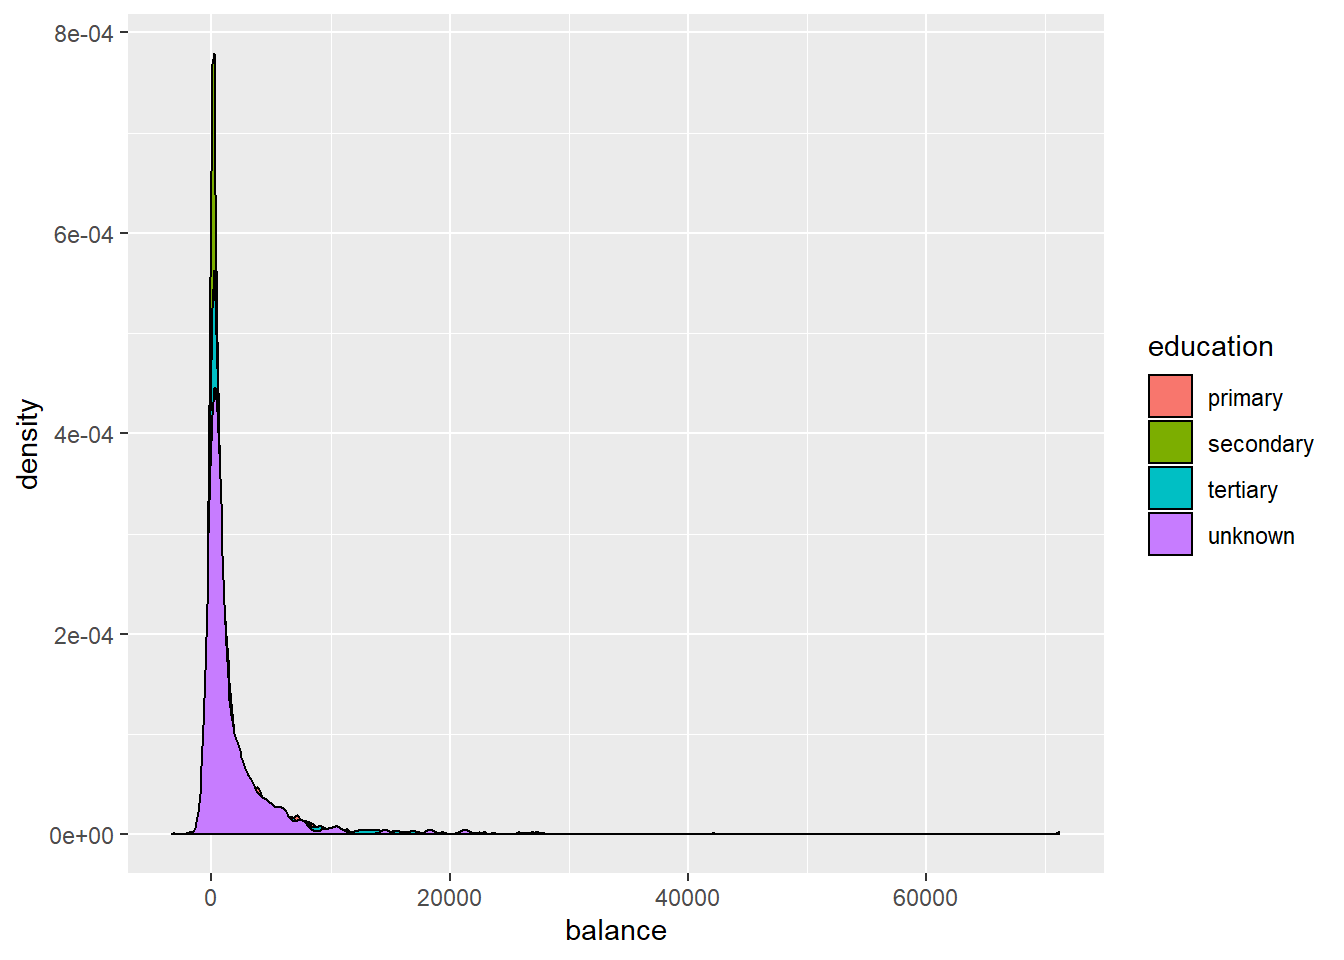 8e-04
6e-04
4e-04
2e-04
0e+00
density
0
20000
40000
60000
balance
education
primary
secondary
tertiary
unknown